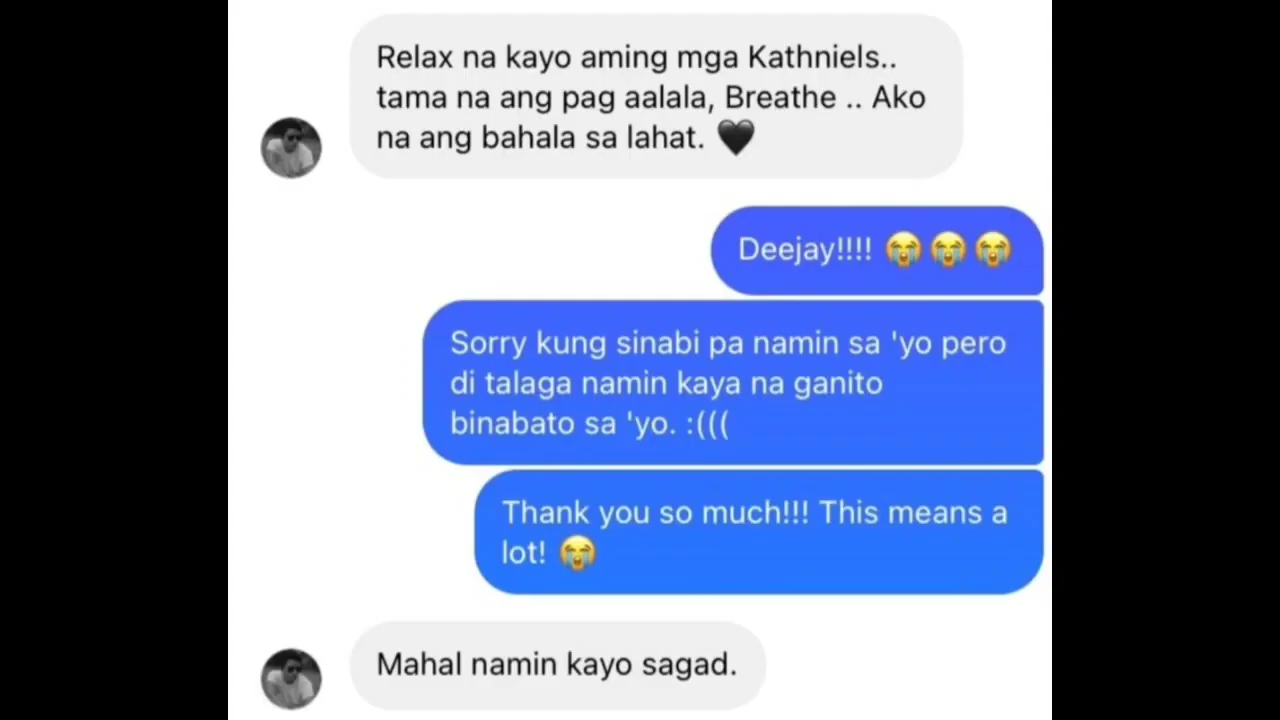 Relax na kayo aming mga Kathniels..
tama na ang pag aalala, Breathe .. Ako
na ang bahala sa lahat. 🖤
Deejay!!!! 😭😭😭
Sorry kung sinabi pa namin sa 'yo pero
di talaga namin kaya na ganito
binabato sa 'yo. :(((
Thank you so much!!! This means a
lot! 😭
Mahal namin kayo sagad.